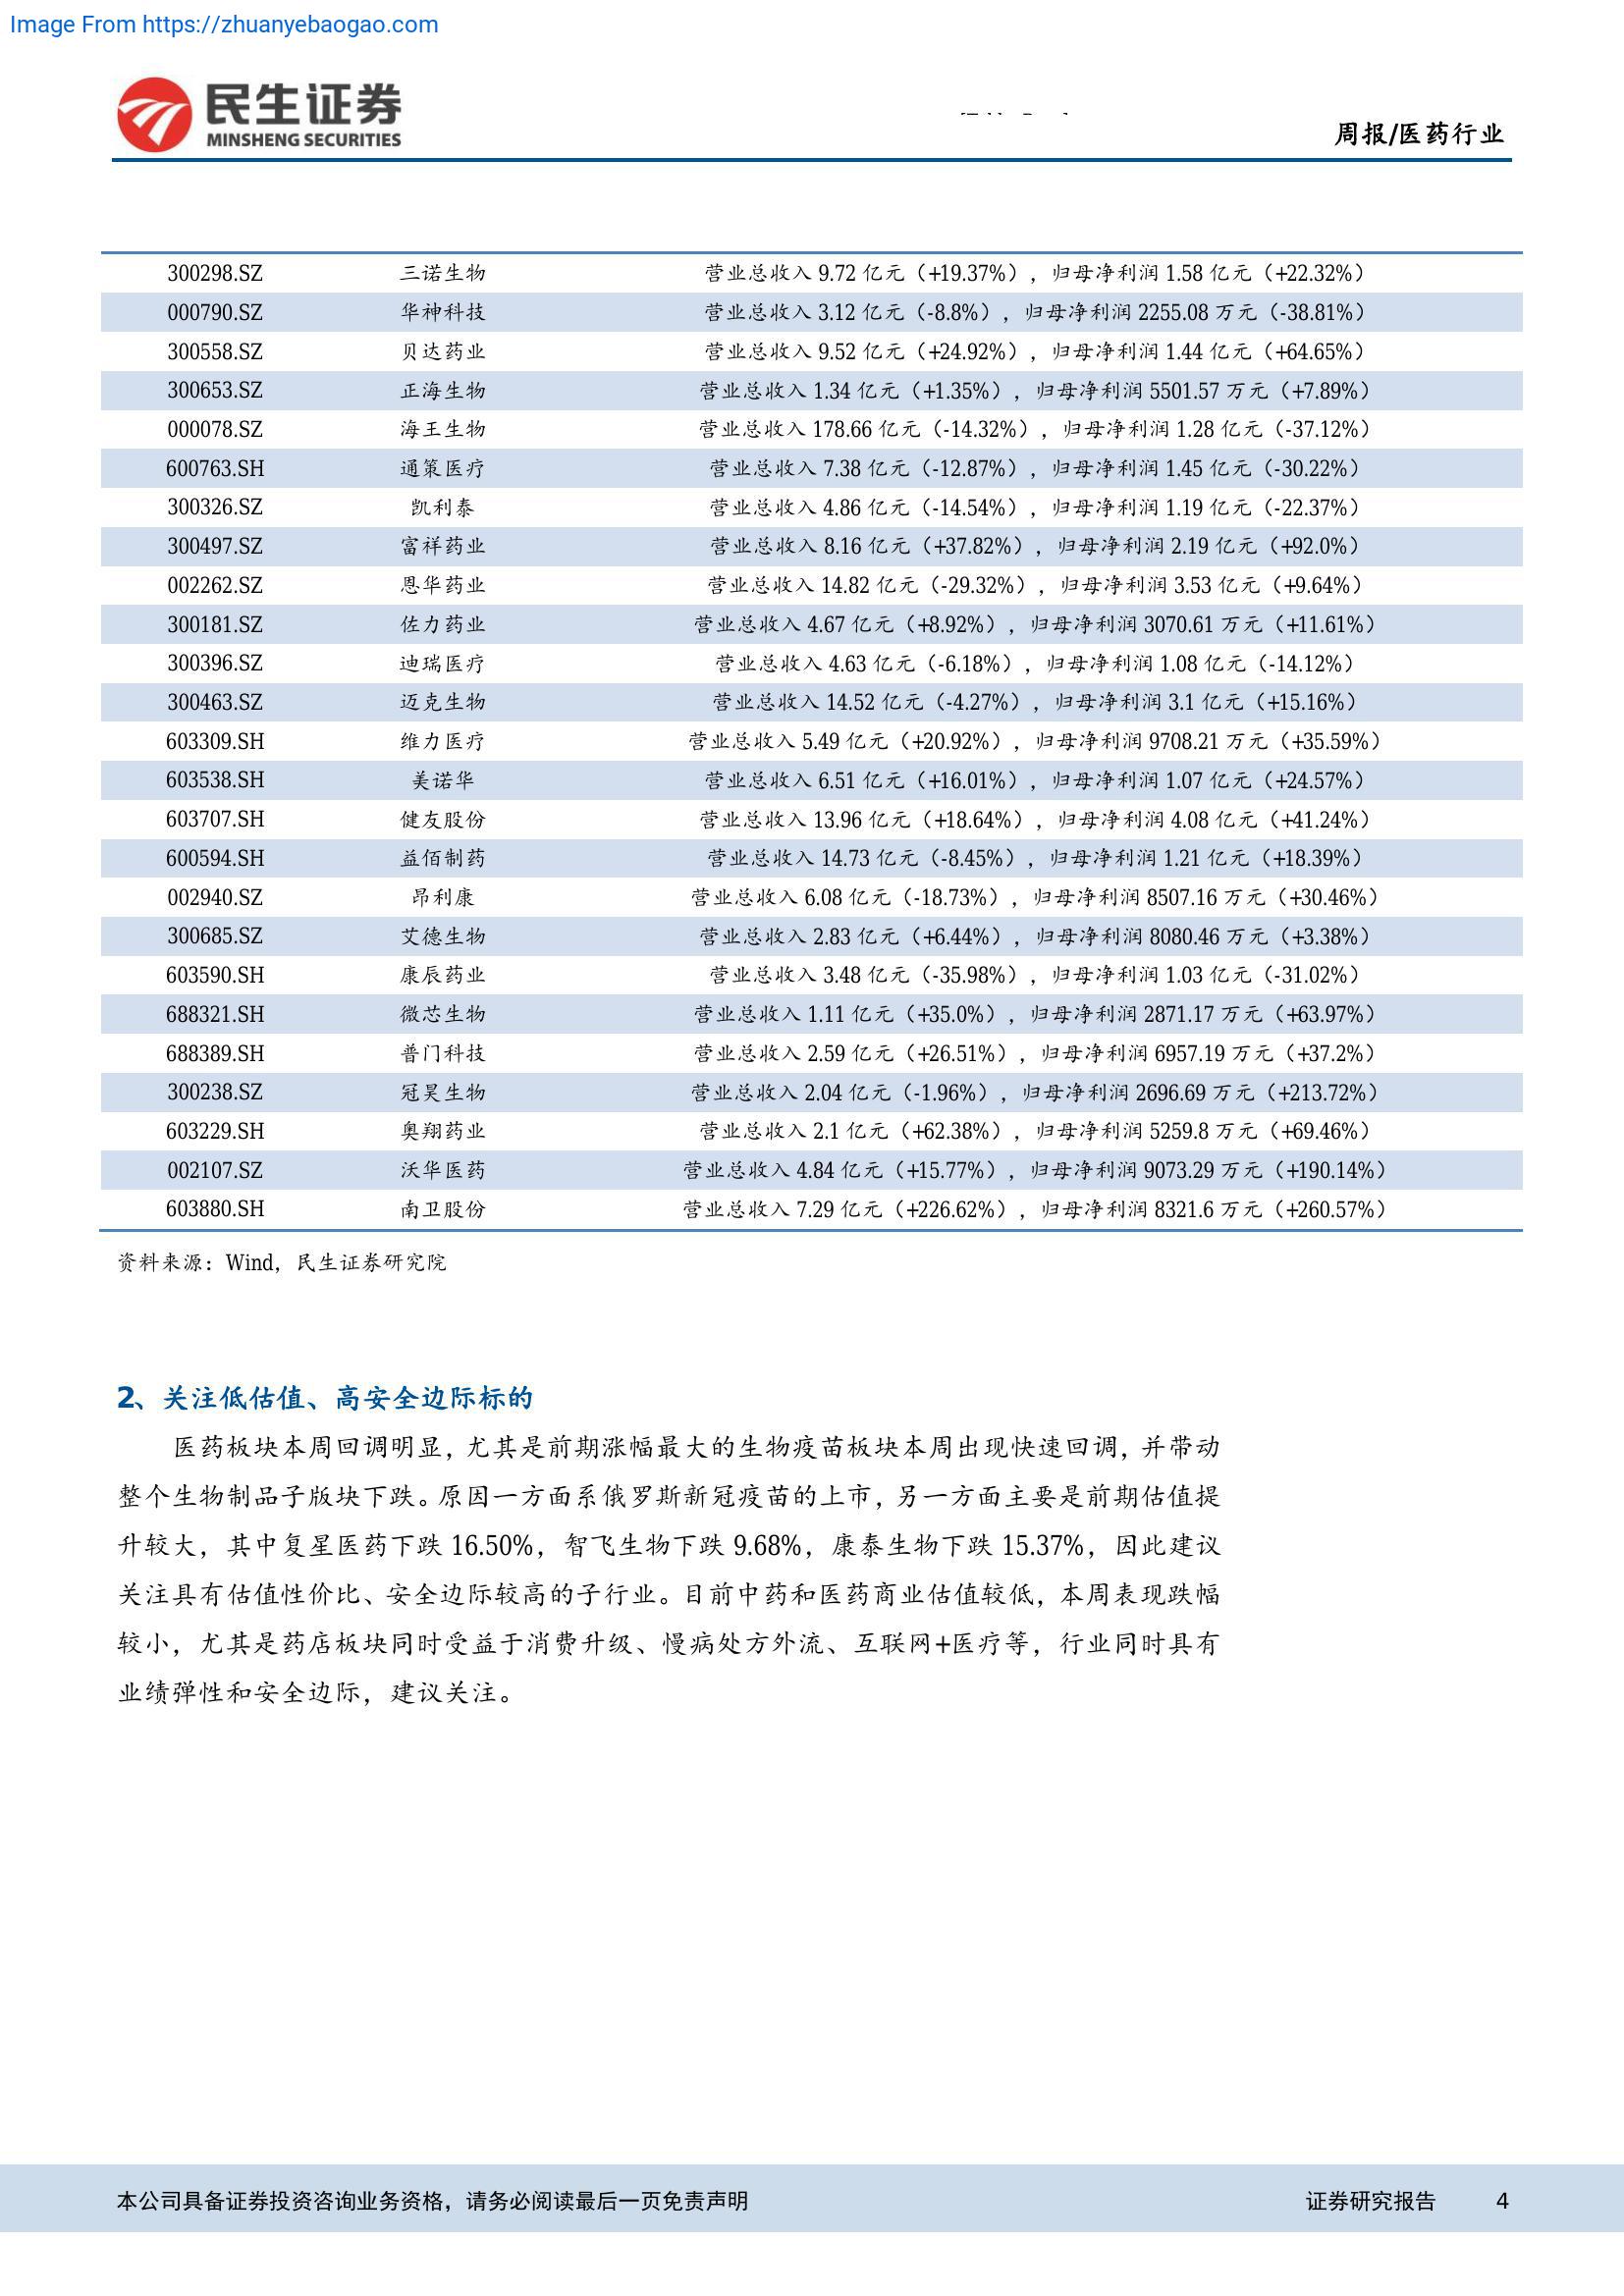 Image From https://zhuanyebaogao.com
民生证券
MINSHENG SECURITIES
周报/医药行业
300298.SZ 三诺生物 营业总收入 9.72 亿元（+19.37%），归母净利润 1.58 亿元（+22.32%）
000790.SZ 华神科技 营业总收入 3.12 亿元（-8.8%），归母净利润 2255.08 万元（-38.81%）
300558.SZ 贝达药业 营业总收入 9.52 亿元（+24.92%），归母净利润 1.44 亿元（+64.65%）
300653.SZ 正海生物 营业总收入 1.34 亿元（+1.35%），归母净利润 5501.57 万元（+7.89%）
000078.SZ 海王生物 营业总收入 178.66 亿元（-14.32%），归母净利润 1.28 亿元（-37.12%）
600763.SH 通策医疗 营业总收入 7.38 亿元（-12.87%），归母净利润 1.45 亿元（-30.22%）
300326.SZ 凯利泰 营业总收入 4.86 亿元（-14.54%），归母净利润 1.19 亿元（-22.37%）
300497.SZ 富祥药业 营业总收入 8.16 亿元（+37.82%），归母净利润 2.19 亿元（+92.0%）
002262.SZ 恩华药业 营业总收入 14.82 亿元（-29.32%），归母净利润 3.53 亿元（+9.64%）
300181.SZ 佐力药业 营业总收入 4.67 亿元（+8.92%），归母净利润 3070.61 万元（+11.61%）
300396.SZ 迪瑞医疗 营业总收入 4.63 亿元（-6.18%），归母净利润 1.08 亿元（-14.12%）
300463.SZ 迈克生物 营业总收入 14.52 亿元（-4.27%），归母净利润 3.1 亿元（+15.16%）
603309.SH 维力医疗 营业总收入 5.49 亿元（+20.92%），归母净利润 9708.21 万元（+35.59%）
603538.SH 美诺华 营业总收入 6.51 亿元（+16.01%），归母净利润 1.07 亿元（+24.57%）
603707.SH 健友股份 营业总收入 13.96 亿元（+18.64%），归母净利润 4.08 亿元（+41.24%）
600594.SH 益佰制药 营业总收入 14.73 亿元（-8.45%），归母净利润 1.21 亿元（+18.39%）
002940.SZ 昂利康 营业总收入 6.08 亿元（-18.73%），归母净利润 8507.16 万元（+30.46%）
300685.SZ 艾德生物 营业总收入 2.83 亿元（+6.44%），归母净利润 8080.46 万元（+3.38%）
603590.SH 康辰药业 营业总收入 3.48 亿元（-35.98%），归母净利润 1.03 亿元（-31.02%）
688321.SH 微芯生物 营业总收入 1.11 亿元（+35.0%），归母净利润 2871.17 万元（+63.97%）
688389.SH 普门科技 营业总收入 2.59 亿元（+26.51%），归母净利润 6957.19 万元（+37.2%）
300238.SZ 冠昊生物 营业总收入 2.04 亿元（-1.96%），归母净利润 2696.69 万元（+213.72%）
603229.SH 奥翔药业 营业总收入 2.1 亿元（+62.38%），归母净利润 5259.8 万元（+69.46%）
002107.SZ 沃华医药 营业总收入 4.84 亿元（+15.77%），归母净利润 9073.29 万元（+190.14%）
603880.SH 南卫股份 营业总收入 7.29 亿元（+226.62%），归母净利润 8321.6 万元（+260.57%）
资料来源：Wind，民生证券研究院
2、关注低估值、高安全边际标的
医药板块本周回调明显，尤其是前期涨幅最大的生物疫苗板块本周出现快速回调，并带动
整个生物制品子版块下跌。原因一方面系俄罗斯新冠疫苗的上市，另一方面主要是前期估值提
升较大，其中复星医药下跌 16.50%，智飞生物下跌 9.68%，康泰生物下跌 15.37%，因此建议
关注具有估值性价比、安全边际较高的子行业。目前中药和医药商业估值较低，本周表现跌幅
较小，尤其是药店板块同时受益于消费升级、慢病处方外流、互联网+医疗等，行业同时具有
业绩弹性和安全边际，建议关注。
本公司具备证券投资咨询业务资格，请务必阅读最后一页免责声明 证券研究报告 4